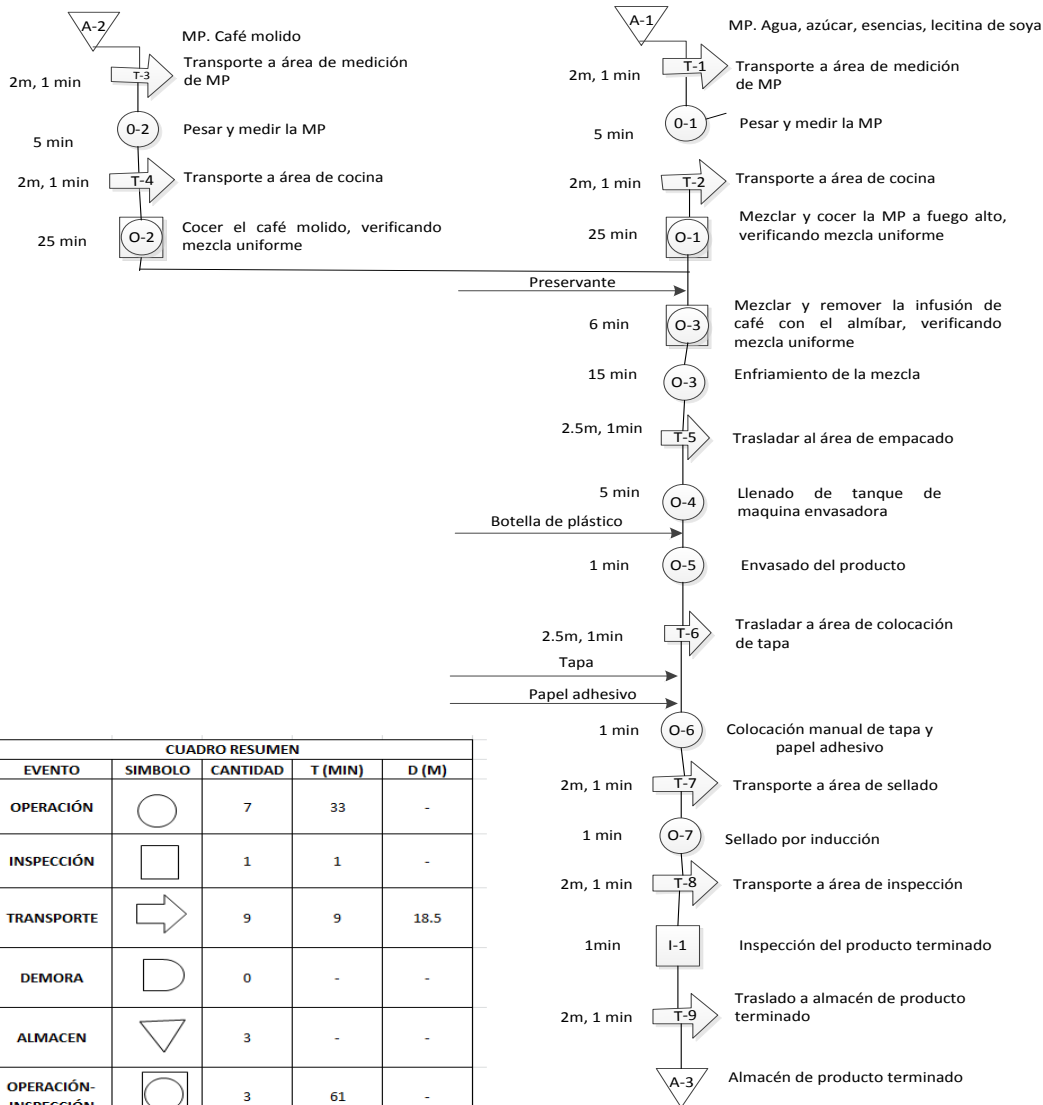 A-2
MP. Café molido
2m, 1 min
T-3
Transporte a área de medición
de MP
5 min
0-2
Pesar y medir la MP
2m, 1 min
T-4
Transporte a área de cocina
25 min
O-2
Cocer el café molido, verificando
mezcla uniforme
A-1
MP. Agua, azúcar, esencias, lecitina de soya
2m, 1 min
T-1
Transporte a área de medición
de MP
5 min
0-1
Pesar y medir la MP
2m, 1 min
T-2
Transporte a área de cocina
25 min
O-1
Mezclar y cocer la MP a fuego alto,
verificando mezcla uniforme
Preservante
6 min
O-3
Mezclar y remover la infusión de
café con el almíbar, verificando
mezcla uniforme
15 min
O-3
Enfriamiento de la mezcla
2.5m, 1min
T-5
Trasladar al área de empacado
5 min
O-4
Llenado de tanque de
maquina envasadora
Botella de plástico
1 min
O-5
Envasado del producto
2.5m, 1min
T-6
Trasladar a área de colocación
de tapa
Tapa
Papel adhesivo
1 min
O-6
Colocación manual de tapa y
papel adhesivo
2m, 1 min
T-7
Transporte a área de sellado
1 min
O-7
Sellado por inducción
2m, 1 min
T-8
Transporte a área de inspección
1min
I-1
Inspección del producto terminado
2m, 1 min
T-9
Traslado a almacén de producto
terminado
A-3
Almacén de producto terminado
CUADRO RESUMEN
EVENTO SIMBOLO CANTIDAD T (MIN) D (M)
OPERACIÓN 7 33 -
INSPECCIÓN 1 1 -
TRANSPORTE 9 9 18.5
DEMORA 0 - -
ALMACEN 3 - -
OPERACIÓN-
INSPECCIÓN 3 61 -